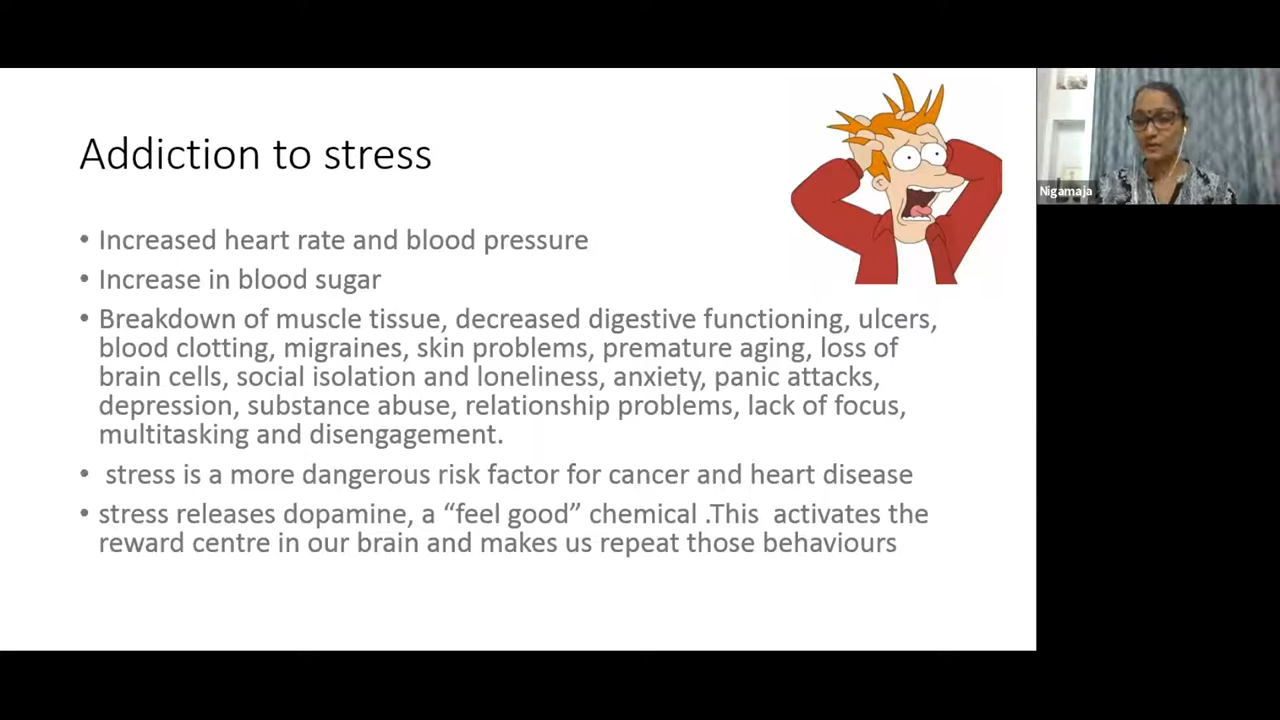 Addiction to stress
• Increased heart rate and blood pressure
• Increase in blood sugar
• Breakdown of muscle tissue, decreased digestive functioning, ulcers,
blood clotting, migraines, skin problems, premature aging, loss of
brain cells, social isolation and loneliness, anxiety, panic attacks,
depression, substance abuse, relationship problems, lack of focus,
multitasking and disengagement.
• stress is a more dangerous risk factor for cancer and heart disease
• stress releases dopamine, a “feel good” chemical .This  activates the
reward centre in our brain and makes us repeat those behaviours
Nigamaja